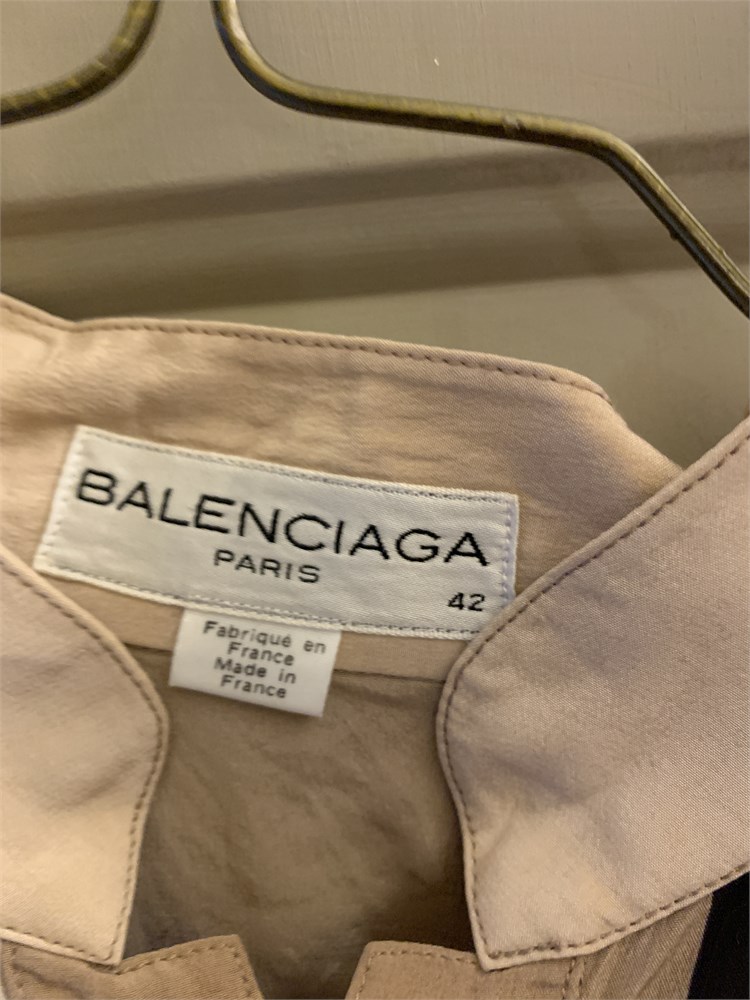 BALENCIAGA
PARIS
42
Fabriqué en
France
Made in
France